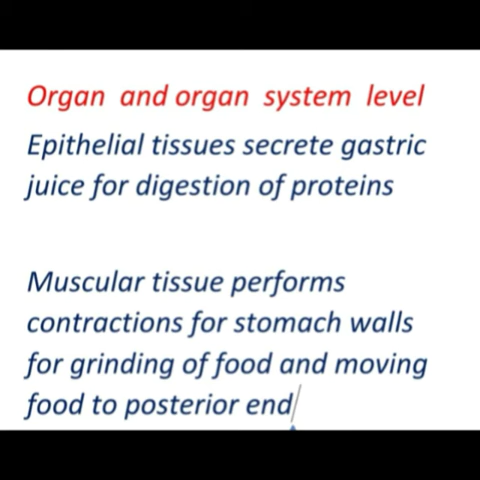 Organ and organ system level
Epithelial tissues secrete gastric
juice for digestion of proteins
Muscular tissue performs
contractions for stomach walls
for grinding of food and moving
food to posterior end